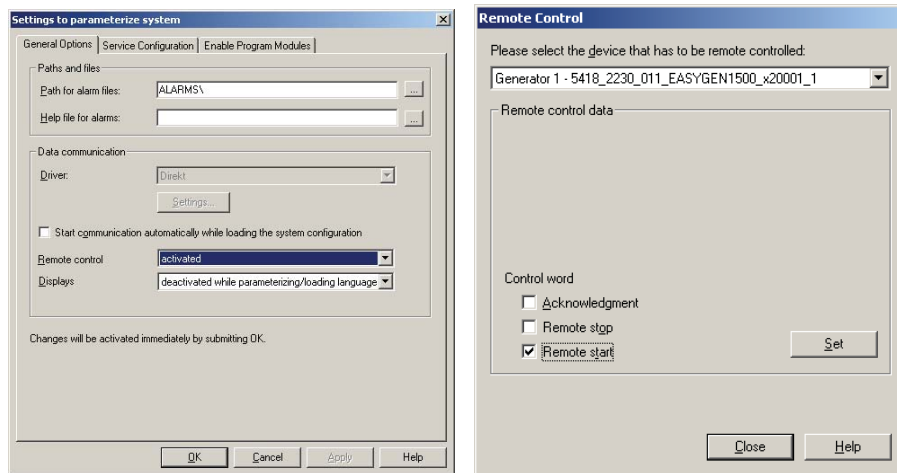 Settings to parameterize system
General Options Service Configuration Enable Program Modules
Paths and files
Path for alarm files: ALARMS\ ...
Help file for alarms: ...
Data communication
Driver: Direkt
Settings...
Start communication automatically while loading the system configuration
Remote control activated
Displays deactivated while parameterizing/loading language
Changes will be activated immediately by submitting OK.
OK Cancel Apply Help
Remote Control
Please select the device that has to be remote controlled:
Generator 1 - 5418_2230_011_EASYGEN1500_x20001_1
Remote control data
Control word
Acknowledgment
Remote stop
Remote start
Set
Close Help